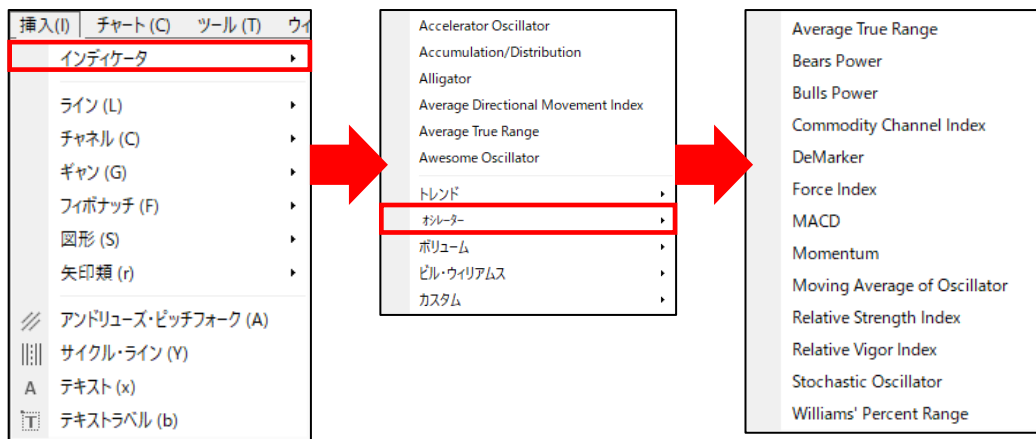 挿入(I) チャート (C) ツール (T) ウィ
インディケータ
ライン (L)
チャネル (C)
ギャン (G)
フィボナッチ (F)
図形 (S)
矢印類 (r)
アンドリューズ・ピッチフォーク (A)
サイクル・ライン (Y)
A テキスト (x)
T テキストラベル (b)
Accelerator Oscillator
Accumulation/Distribution
Alligator
Average Directional Movement Index
Average True Range
Awesome Oscillator
トレンド
オシレーター
ボリューム
ビル・ウィリアムス
カスタム
Average True Range
Bears Power
Bulls Power
Commodity Channel Index
DeMarker
Force Index
MACD
Momentum
Moving Average of Oscillator
Relative Strength Index
Relative Vigor Index
Stochastic Oscillator
Williams' Percent Range